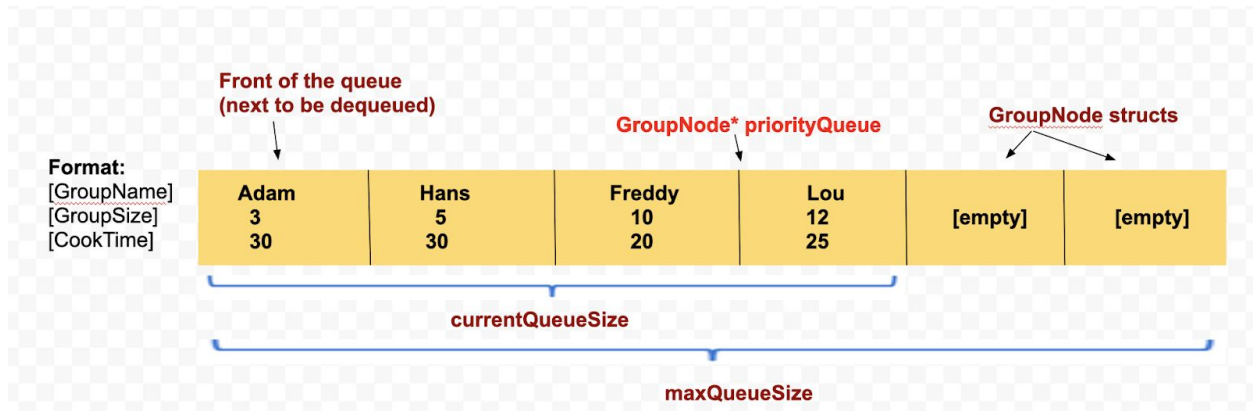 Front of the queue
(next to be dequeued)
GroupNode* priorityQueue
GroupNode structs
Format:
[GroupName]
[GroupSize]
[CookTime]
Adam
3
30
Hans
5
30
Freddy
10
20
Lou
12
25
[empty]
[empty]
currentQueueSize
maxQueueSize